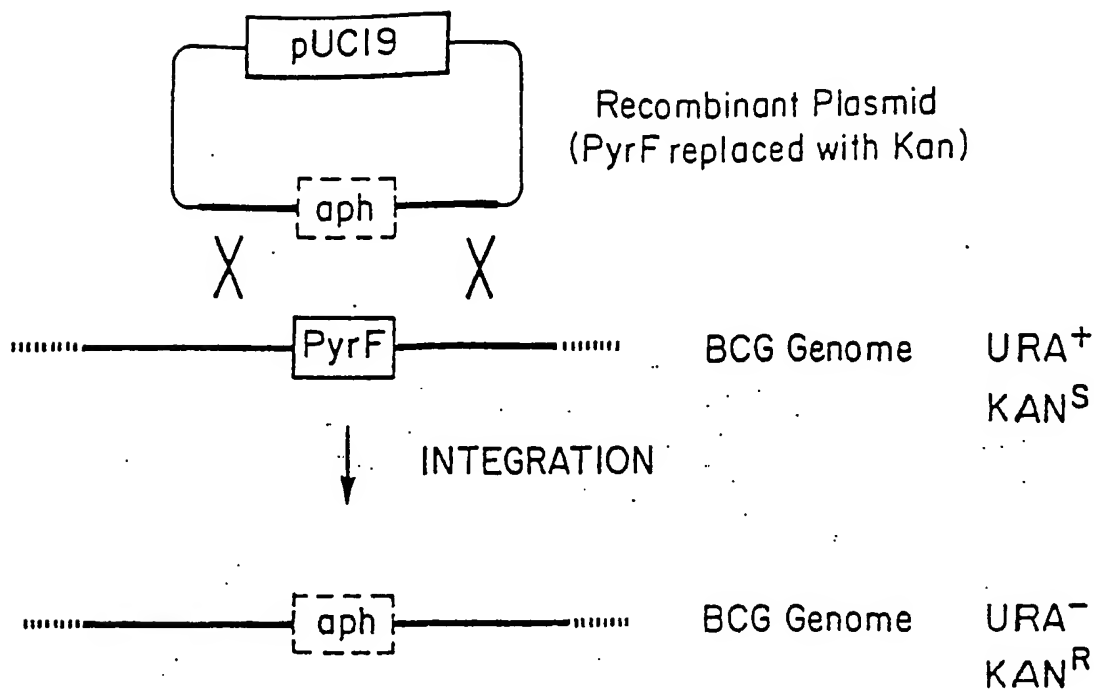 pUC19
Recombinant Plasmid
(PyrF replaced with Kan)
aph
PyrF
BCG Genome
URA+
KANS
INTEGRATION
aph
BCG Genome
URA−
KANR